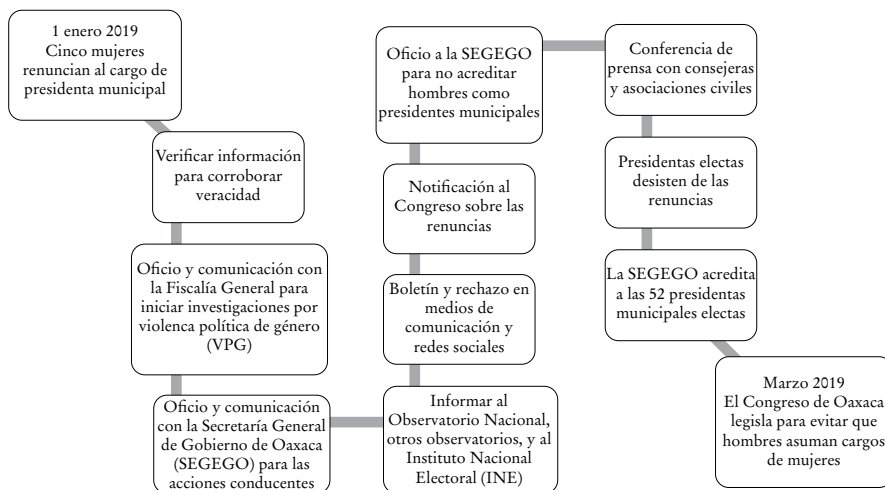 1 enero 2019
Cinco mujeres
renuncian al cargo de
presidenta municipal
Verificar información
para corroborar
veracidad
Oficio y comunicación con
la Fiscalía General para
iniciar investigaciones por
violencia política de género
(VPG)
Oficio y comunicación
con la Secretaría General
de Gobierno de Oaxaca
(SEGEGO) para las
acciones conducentes
Informar al
Observatorio Nacional,
otros observatorios, y al
Instituto Nacional
Electoral (INE)
Boletín y rechazo en
medios de
comunicación y
redes sociales
Notificación al
Congreso sobre las
renuncias
Oficio a la SEGEGO
para no acreditar
hombres como
presidentes municipales
Conferencia de
prensa con consejeras
y asociaciones civiles
Presidentas electas
desisten de las
renuncias
La SEGEGO acredita
a las 52 presidentas
municipales electas
Marzo 2019
El Congreso de Oaxaca
legisla para evitar que
hombres asuman cargos
de mujeres